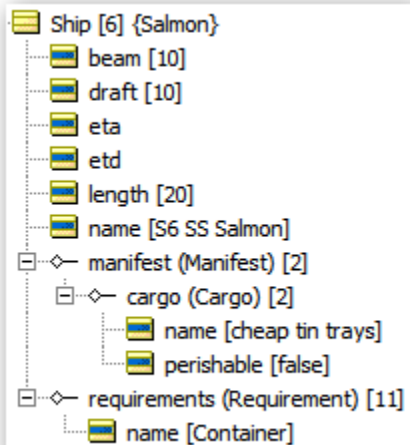 Ship [6] {Salmon}
beam [10]
draft [10]
eta
etd
length [20]
name [S6 SS Salmon]
manifest (Manifest) [2]
cargo (Cargo) [2]
name [cheap tin trays]
perishable [false]
requirements (Requirement) [11]
name [Container]